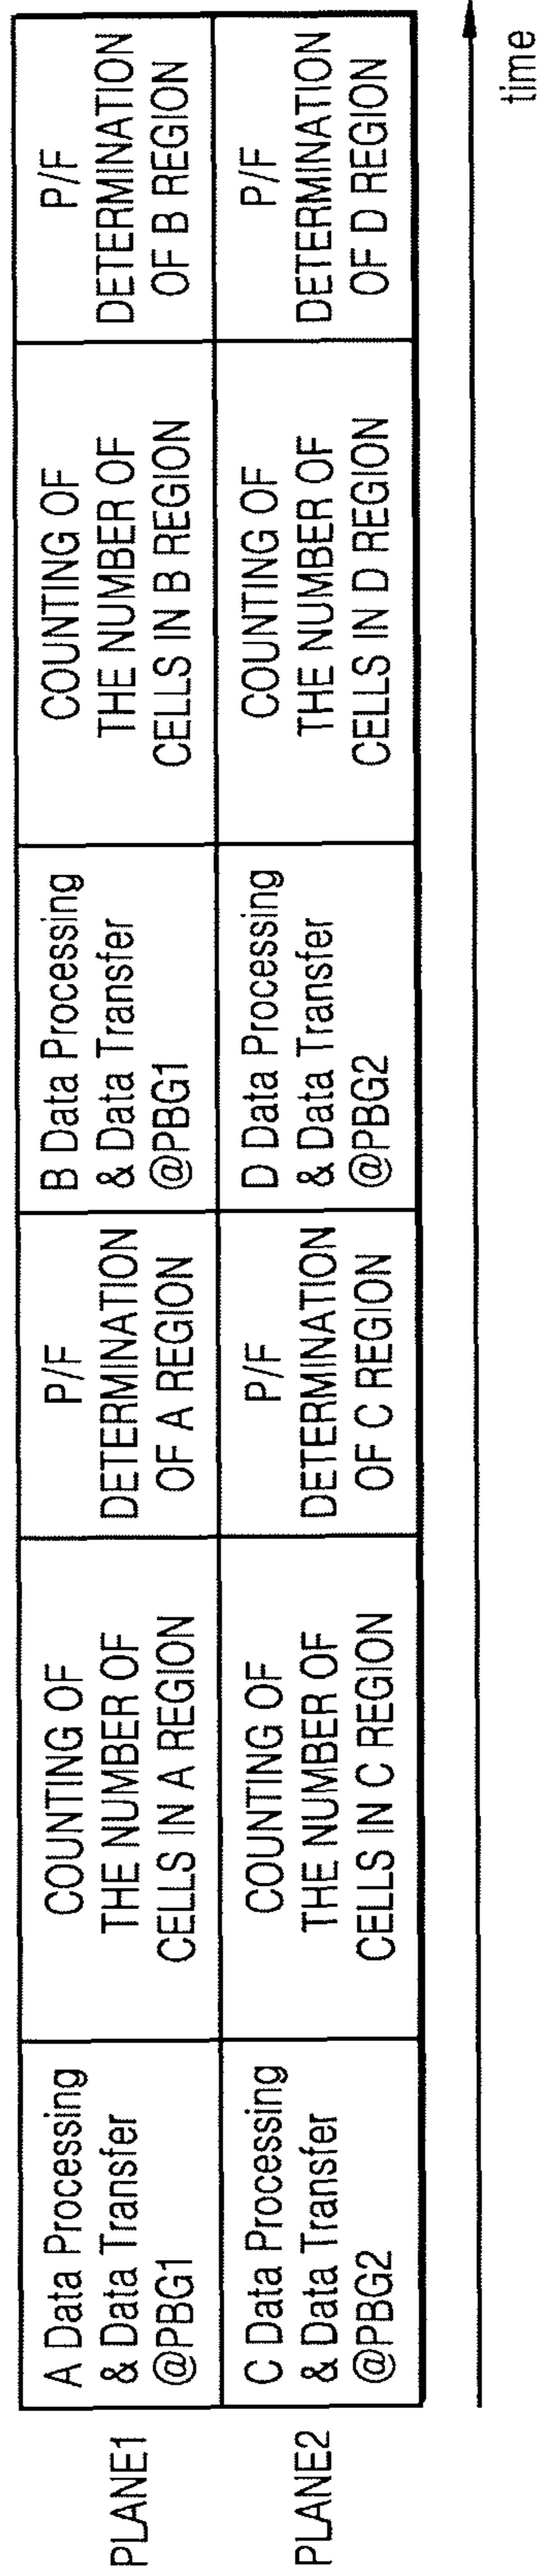 PLANE1
A Data Processing
& Data Transfer
@PBG1
COUNTING OF
THE NUMBER OF
CELLS IN A REGION
P/F
DETERMINATION
OF A REGION
B Data Processing
& Data Transfer
@PBG1
COUNTING OF
THE NUMBER OF
CELLS IN B REGION
P/F
DETERMINATION
OF B REGION
PLANE2
C Data Processing
& Data Transfer
@PBG2
COUNTING OF
THE NUMBER OF
CELLS IN C REGION
P/F
DETERMINATION
OF C REGION
D Data Processing
& Data Transfer
@PBG2
COUNTING OF
THE NUMBER OF
CELLS IN D REGION
P/F
DETERMINATION
OF D REGION
time